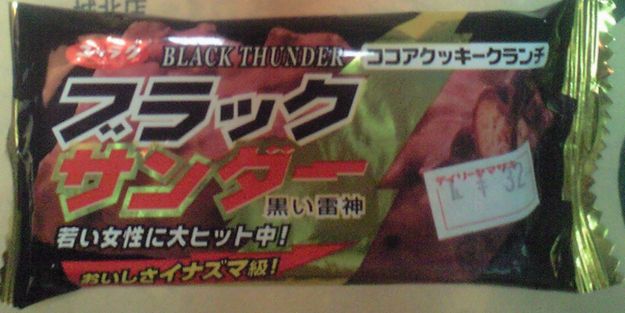 BLACK THUNDER
ココアクッキークランチ
ブラック
サンダー
黒い雷神
若い女性に大ヒット中!
おいしさイナズマ級!
デイリーヤマザキ
32